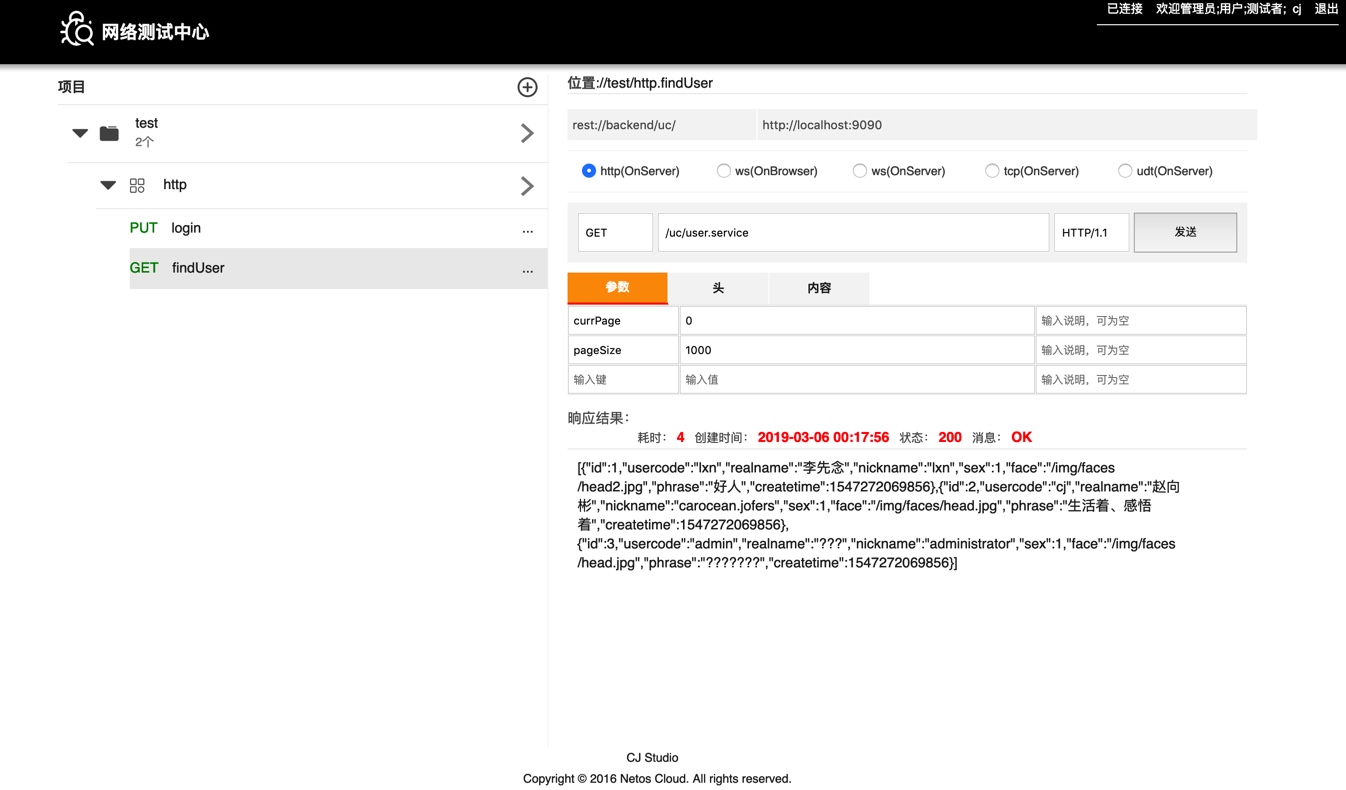 网络测试中心
已连接 欢迎管理员;用户;测试者; cj 退出
项目
test
2个
http
PUT login ...
GET findUser ...
位置://test/http.findUser
rest://backend/uc/ http://localhost:9090
http(OnServer) ws(OnBrowser) ws(OnServer) tcp(OnServer) udt(OnServer)
GET /uc/user.service HTTP/1.1 发送
参数 头 内容
currPage 0 输入说明，可为空
pageSize 1000 输入说明，可为空
输入键 输入值 输入说明，可为空
响应结果：
耗时： 4 创建时间： 2019-03-06 00:17:56 状态： 200 消息： OK
[{"id":1,"usercode":"lxn","realname":"李先念","nickname":"lxn","sex":1,"face":"/img/faces
/head2.jpg","phrase":"好人","createtime":1547272069856},{"id":2,"usercode":"cj","realname":"赵向
彬","nickname":"carocean.jofers","sex":1,"face":"/img/faces/head.jpg","phrase":"生活着、感悟
着","createtime":1547272069856},
{"id":3,"usercode":"admin","realname":"???","nickname":"administrator","sex":1,"face":"/img/faces
/head.jpg","phrase":"???????","createtime":1547272069856}]
CJ Studio
Copyright © 2016 Netos Cloud. All rights reserved.